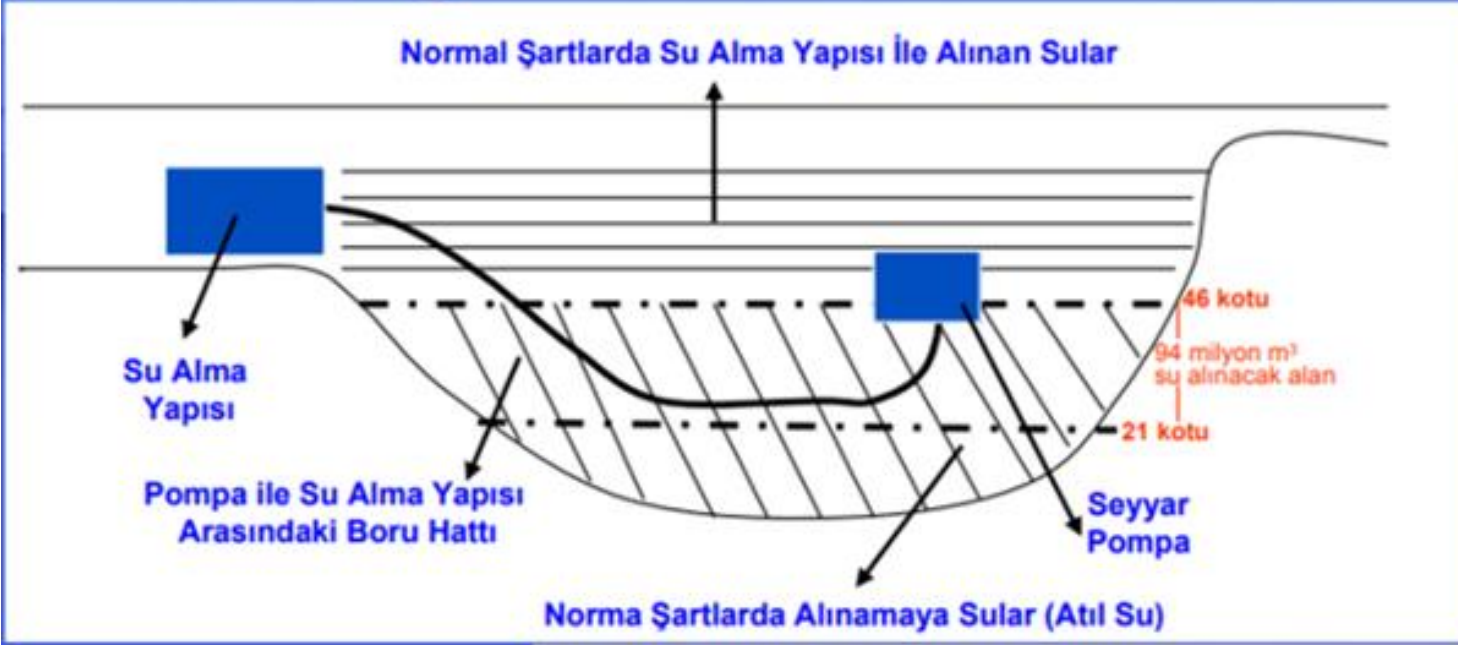 Normal Şartlarda Su Alma Yapısı İle Alınan Sular
46 kotu
94 milyon m³
su alınacak alan
21 kotu
Su Alma
Yapısı
Pompa ile Su Alma Yapısı
Arasındaki Boru Hattı
Seyyar
Pompa
Norma Şartlarda Alınamaya Sular (Atıl Su)